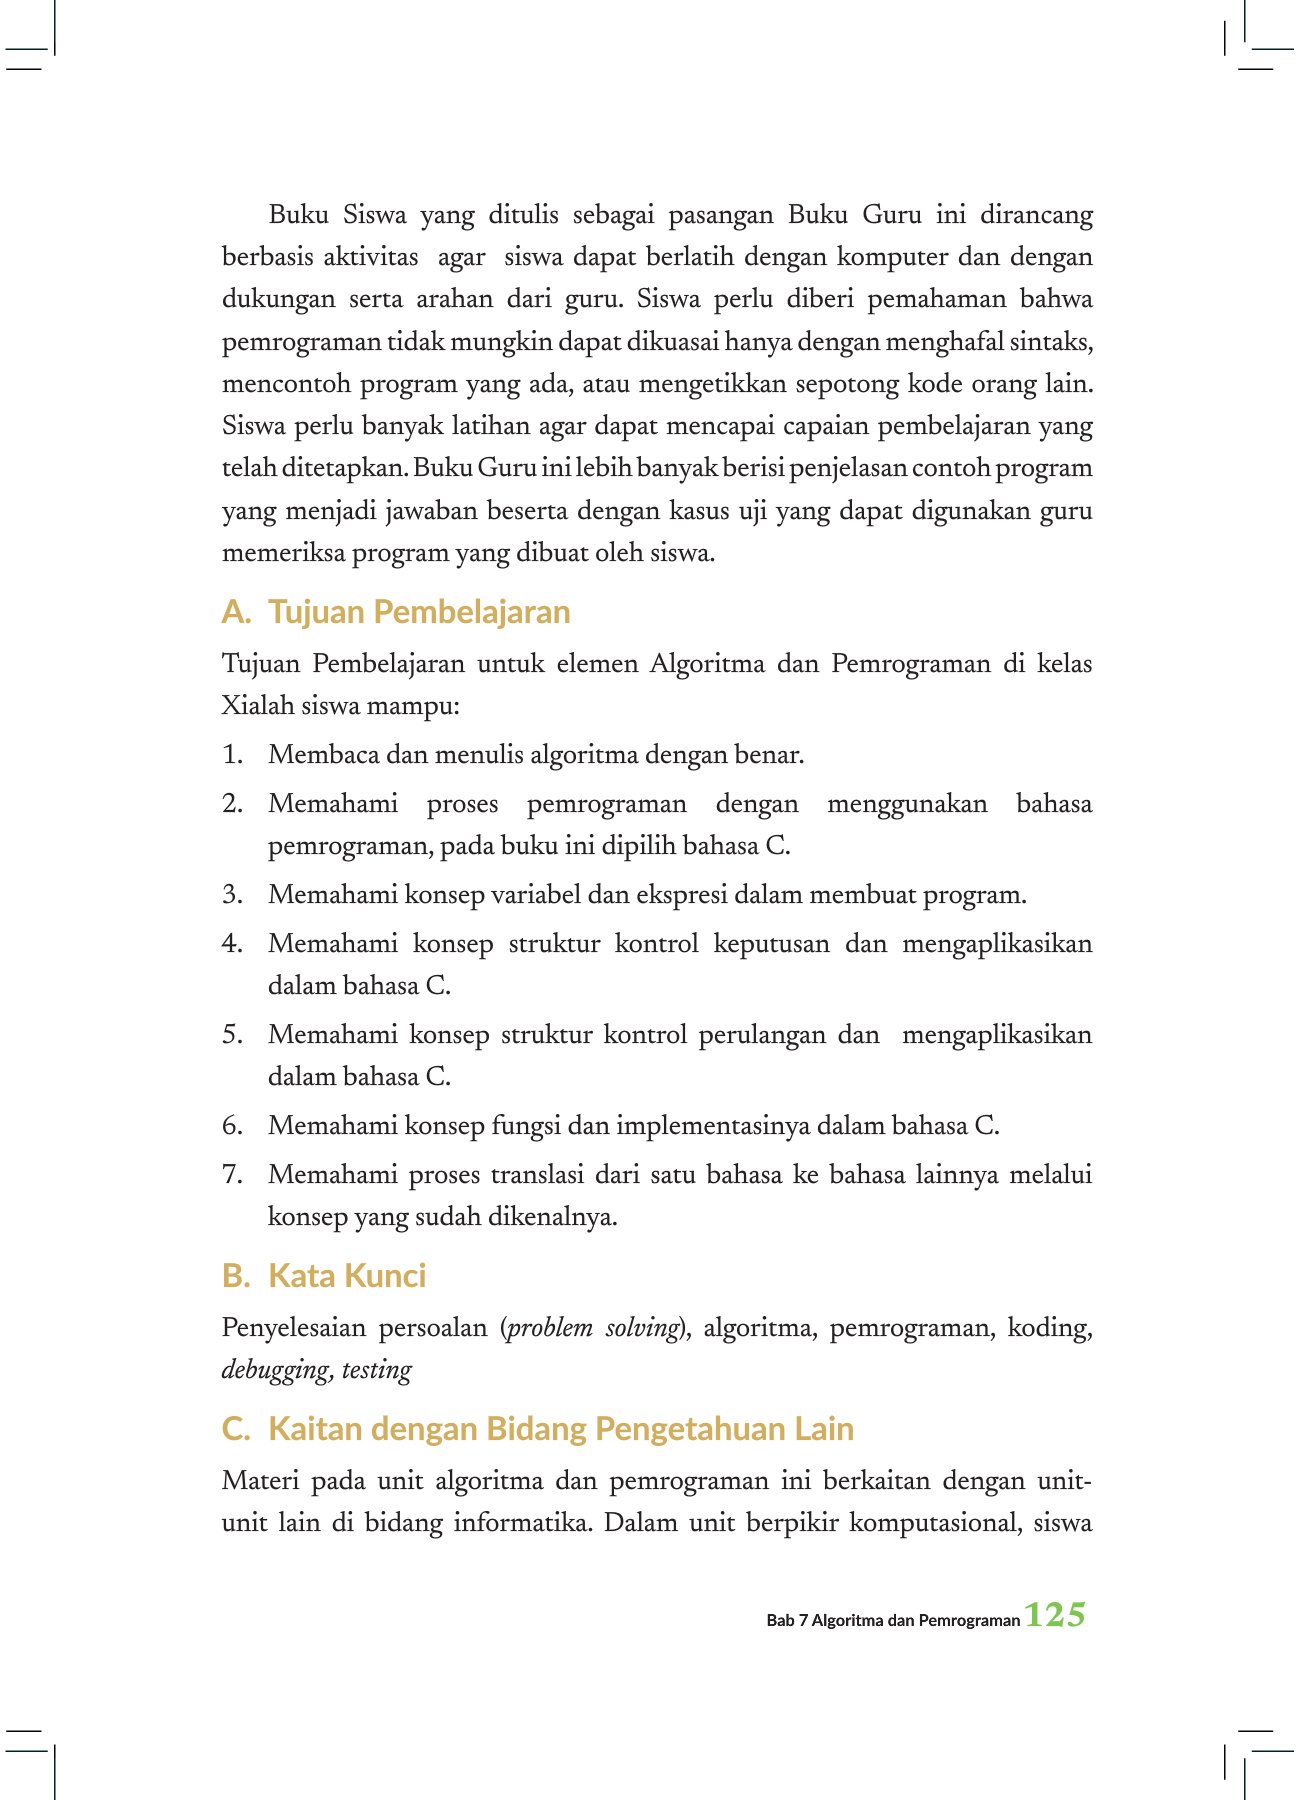 Buku Siswa yang ditulis sebagai pasangan Buku Guru ini dirancang
berbasis aktivitas agar siswa dapat berlatih dengan komputer dan dengan
dukungan serta arahan dari guru. Siswa perlu diberi pemahaman bahwa
pemrograman tidak mungkin dapat dikuasai hanya dengan menghafal sintaks,
mencontoh program yang ada, atau mengetikkan sepotong kode orang lain.
Siswa perlu banyak latihan agar dapat mencapai capaian pembelajaran yang
telah ditetapkan. Buku Guru ini lebih banyak berisi penjelasan contoh program
yang menjadi jawaban beserta dengan kasus uji yang dapat digunakan guru
memeriksa program yang dibuat oleh siswa.
A. Tujuan Pembelajaran
Tujuan Pembelajaran untuk elemen Algoritma dan Pemrograman di kelas
Xialah siswa mampu:
1. Membaca dan menulis algoritma dengan benar.
2. Memahami proses pemrograman dengan menggunakan bahasa
pemrograman, pada buku ini dipilih bahasa C.
3. Memahami konsep variabel dan ekspresi dalam membuat program.
4. Memahami konsep struktur kontrol keputusan dan mengaplikasikan
dalam bahasa C.
5. Memahami konsep struktur kontrol perulangan dan mengaplikasikan
dalam bahasa C.
6. Memahami konsep fungsi dan implementasinya dalam bahasa C.
7. Memahami proses translasi dari satu bahasa ke bahasa lainnya melalui
konsep yang sudah dikenalnya.
B. Kata Kunci
Penyelesaian persoalan (problem solving), algoritma, pemrograman, koding,
debugging, testing
C. Kaitan dengan Bidang Pengetahuan Lain
Materi pada unit algoritma dan pemrograman ini berkaitan dengan unit-
unit lain di bidang informatika. Dalam unit berpikir komputasional, siswa
Bab 7 Algoritma dan Pemrograman 125